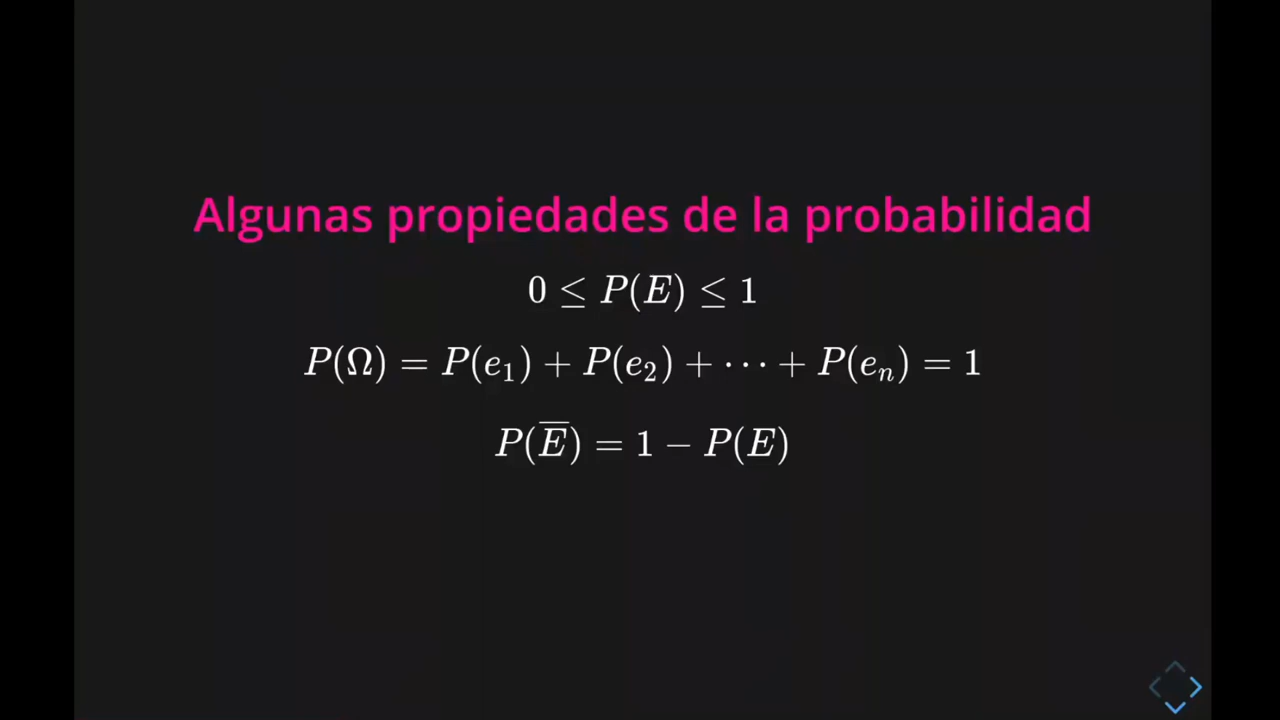 Algunas propiedades de la probabilidad
0 ≤ P(E) ≤ 1
P(Ω) = P(e₁) + P(e₂) + ⋯ + P(eₙ) = 1
P(E̅) = 1 − P(E)